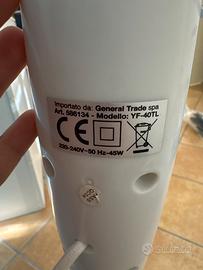 Importato da: General Trade spa
Art. 586134 - Modello: YF-40TL
CE
220-240V~50 Hz-45W